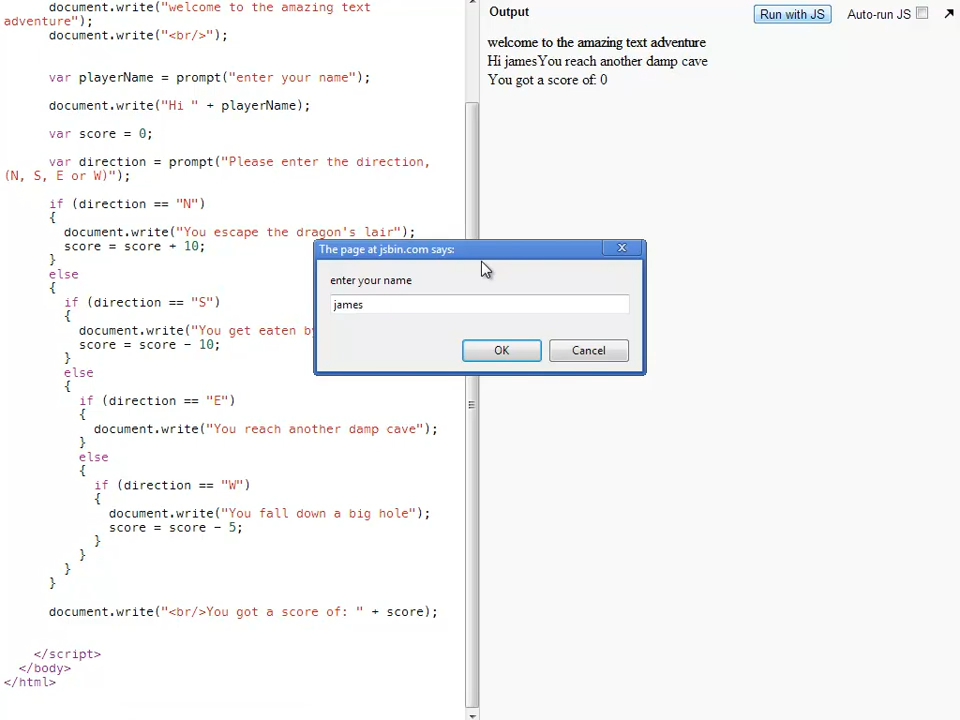 document.write("welcome to the amazing text
adventure");
document.write("<br/>");
var playerName = prompt("enter your name");
document.write("Hi " + playerName);
var score = 0;
var direction = prompt("Please enter the direction,
(N, S, E or W)");
if (direction == "N")
{
document.write("You escape the dragon's lair");
score = score + 10;
}
else
{
if (direction == "S")
{
document.write("You get eaten by
score = score - 10;
}
else
{
if (direction == "E")
{
document.write("You reach another damp cave");
}
else
{
if (direction == "W")
{
document.write("You fall down a big hole");
score = score - 5;
}
}
}
}
document.write("<br/>You got a score of: " + score);
</script>
</body>
</html>
Output
Run with JS
Auto-run JS
welcome to the amazing text adventure
Hi jamesYou reach another damp cave
You got a score of: 0
The page at jsbin.com says:
enter your name
james
OK
Cancel